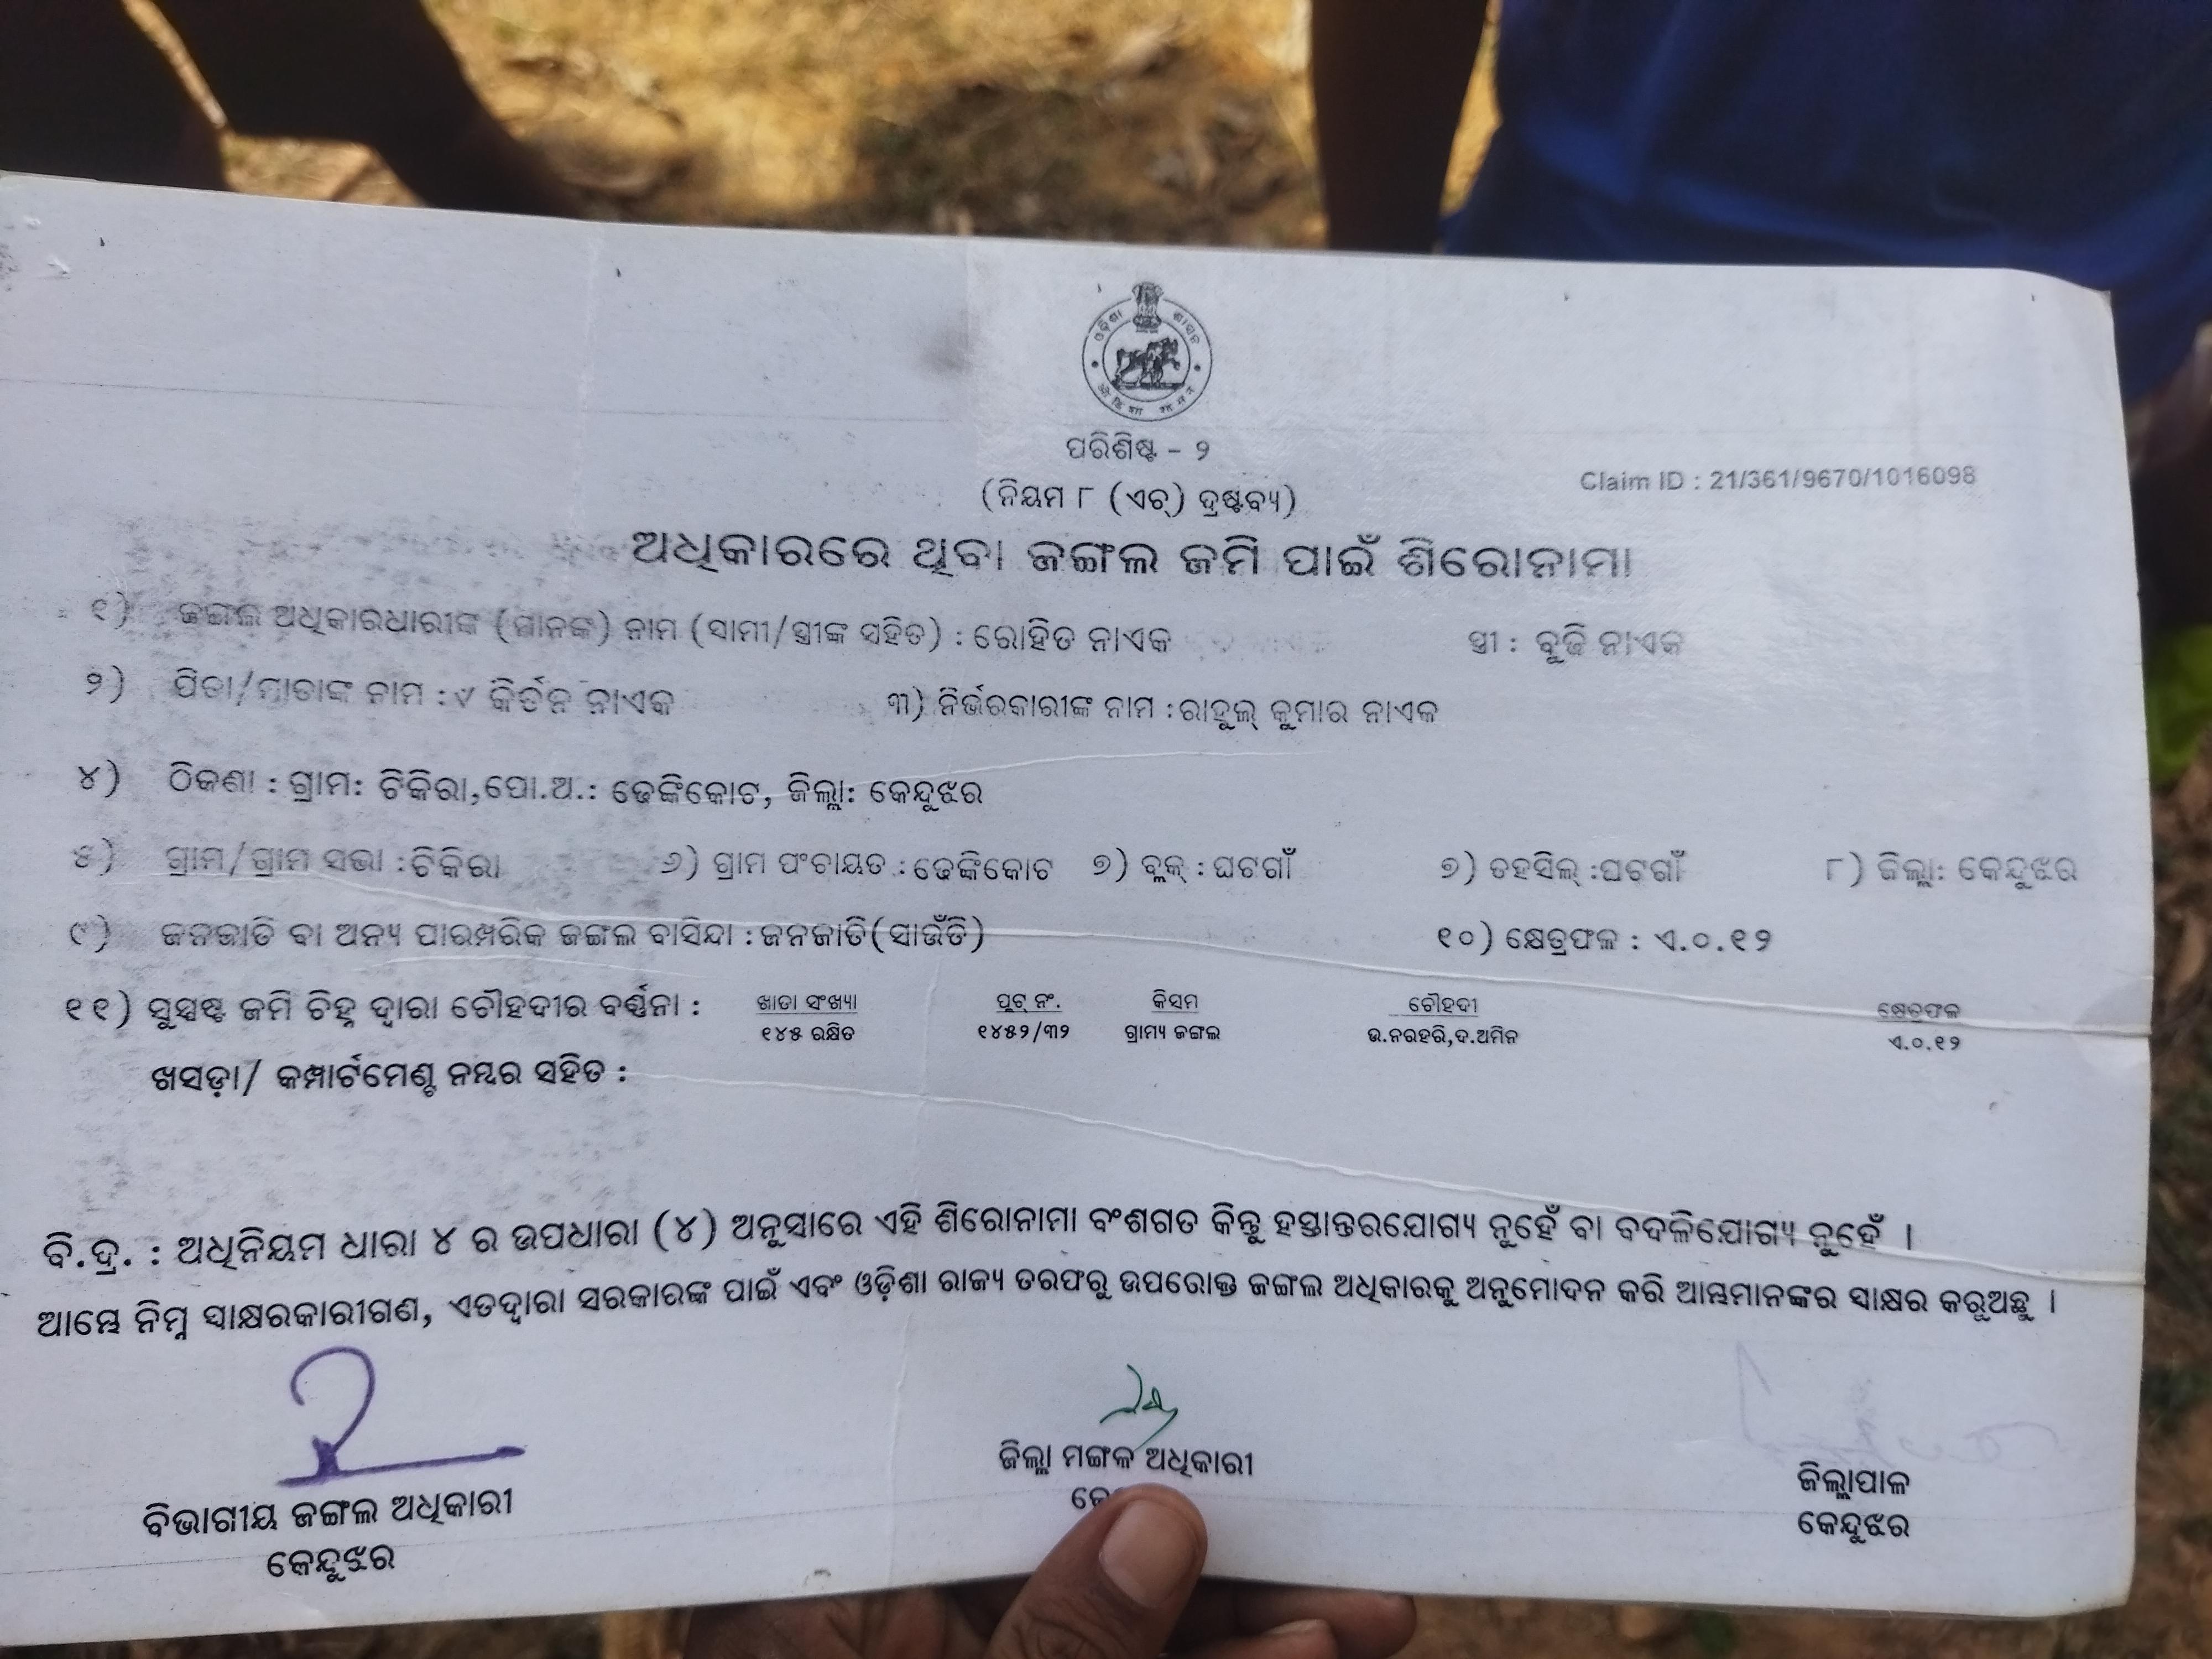 ଓଡ଼ିଶା ଶାସନ
ପରିଶିଷ୍ଟ - ୨
Claim ID : 21/361/9670/1016098
(ନିୟମ ୮ (ଏଚ୍) ଦ୍ରଷ୍ଟବ୍ୟ)
ଅଧିକାରରେ ଥିବା ଜଙ୍ଗଲ ଜମି ପାଇଁ ଶିରୋନାମା
୧) ଜଙ୍ଗଲ ଅଧିକାରଧାରୀଙ୍କ (ମାନଙ୍କ) ନାମ (ସାମୀ/ସ୍ତ୍ରୀଙ୍କ ସହିତ) : ରୋହିତ ନାଏକ ସ୍ତ୍ରୀ : ବୁଜି ନାଏକ
୨) ପିତା/ମାତାଙ୍କ ନାମ : ୰ କିର୍ତନ ନାଏକ ୩) ନିର୍ଭରକାରୀଙ୍କ ନାମ : ରାହୁଲ୍ କୁମାର ନାଏକ
୪) ଠିକଣା : ଗ୍ରାମ: ଟିକିରା,ପୋ.ଅ.: ଢେଙ୍କିକୋଟ, ଜିଲ୍ଲା: କେନ୍ଦୁଝର
୫) ଗ୍ରାମ/ଗ୍ରାମ ସଭା : ଟିକିରା ୬) ଗ୍ରାମ ପଂଚାୟତ : ଢେଙ୍କିକୋଟ ୭) ବ୍ଲକ୍ : ଘଟଗାଁ ୭) ତହସିଲ୍ :ଘଟଗାଁ ୮) ଜିଲ୍ଲା: କେନ୍ଦୁଝର
୯) ଜନଜାତି ବା ଅନ୍ୟ ପାରମ୍ପରିକ ଜଙ୍ଗଲ ବାସିନ୍ଦା : ଜନଜାତି(ସାଉଁତି) ୧୦) କ୍ଷେତ୍ରଫଳ : ଏ.୦.୧୨
୧୧) ସୁସ୍ପଷ୍ଟ ଜମି ଚିହ୍ନ ଦ୍ୱାରା ଚୌହଦୀର ବର୍ଣ୍ଣନା : ଖାତା ସଂଖ୍ୟା ପ୍ଲଟ୍ ନଂ. କିସମ ଚୌହଦୀ କ୍ଷେତ୍ରଫଳ
୧୪୫ ରକ୍ଷିତ ୧୪୫୨/୩୨ ଗ୍ରାମ୍ୟ ଜଙ୍ଗଲ ଉ.ନରହରି,ଦ.ଅମିନ ଏ.୦.୧୨
ଖସଡ଼ା/ କମ୍ପାର୍ଟମେଣ୍ଟ ନମ୍ବର ସହିତ :
ବି.ଦ୍ର. : ଅଧିନିୟମ ଧାରା ୪ ର ଉପଧାରା (୪) ଅନୁସାରେ ଏହି ଶିରୋନାମା ବଂଶଗତ କିନ୍ତୁ ହସ୍ତାନ୍ତରଯୋଗ୍ୟ ନୁହେଁ ବା ବଦଳିଯୋଗ୍ୟ ନୁହେଁ ।
ଆମ୍ଭେ ନିମ୍ନ ସାକ୍ଷରକାରୀଗଣ, ଏତଦ୍ୱାରା ସରକାରଙ୍କ ପାଇଁ ଏବଂ ଓଡ଼ିଶା ରାଜ୍ୟ ତରଫରୁ ଉପରୋକ୍ତ ଜଙ୍ଗଲ ଅଧିକାରକୁ ଅନୁମୋଦନ କରି ଆମ୍ଭମାନଙ୍କର ସାକ୍ଷର କରୁଅଛୁ ।
ବିଭାଗୀୟ ଜଙ୍ଗଲ ଅଧିକାରୀ
କେନ୍ଦୁଝର
ଜିଲ୍ଲା ମଙ୍ଗଳ ଅଧିକାରୀ
ଜିଲ୍ଲାପାଳ
କେନ୍ଦୁଝର